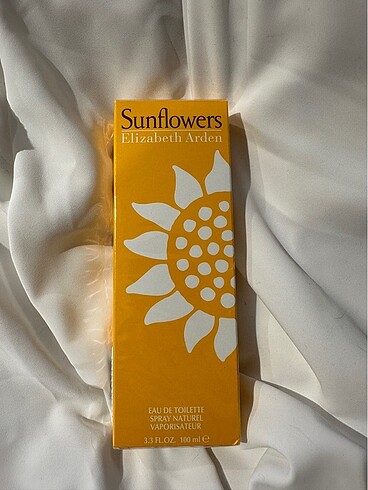 Sunflowers
Elizabeth Arden
EAU DE TOILETTE
SPRAY NATUREL
VAPORISATEUR
3.3 FL.OZ. 100 ml ℮